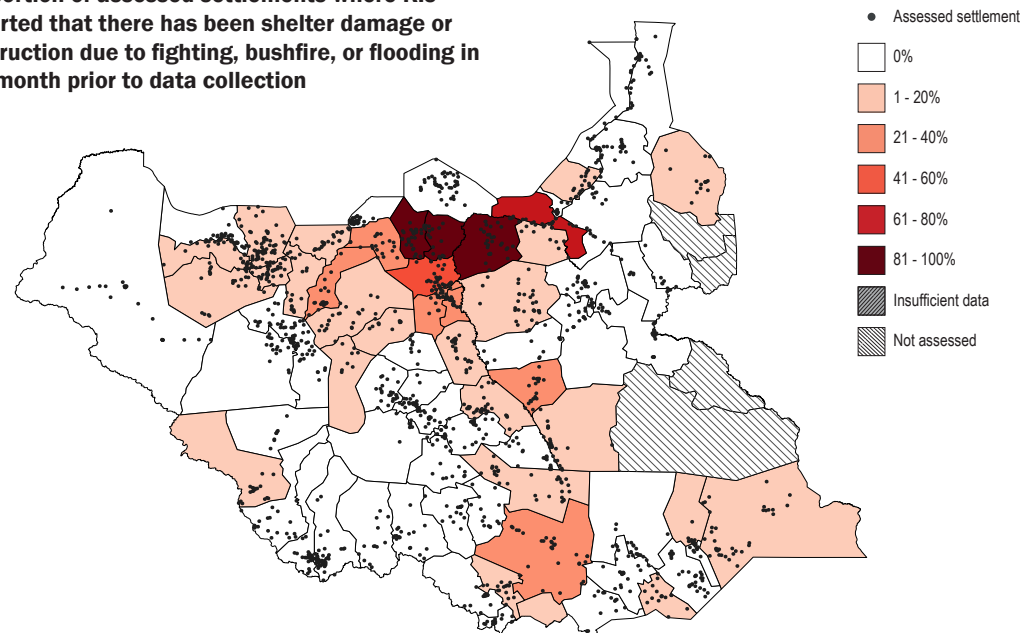 rted that there has been shelter damage or
ruction due to fighting, bushfire, or flooding in
month prior to data collection
Assessed settlement
0%
1 - 20%
21 - 40%
41 - 60%
61 - 80%
81 - 100%
Insufficient data
Not assessed